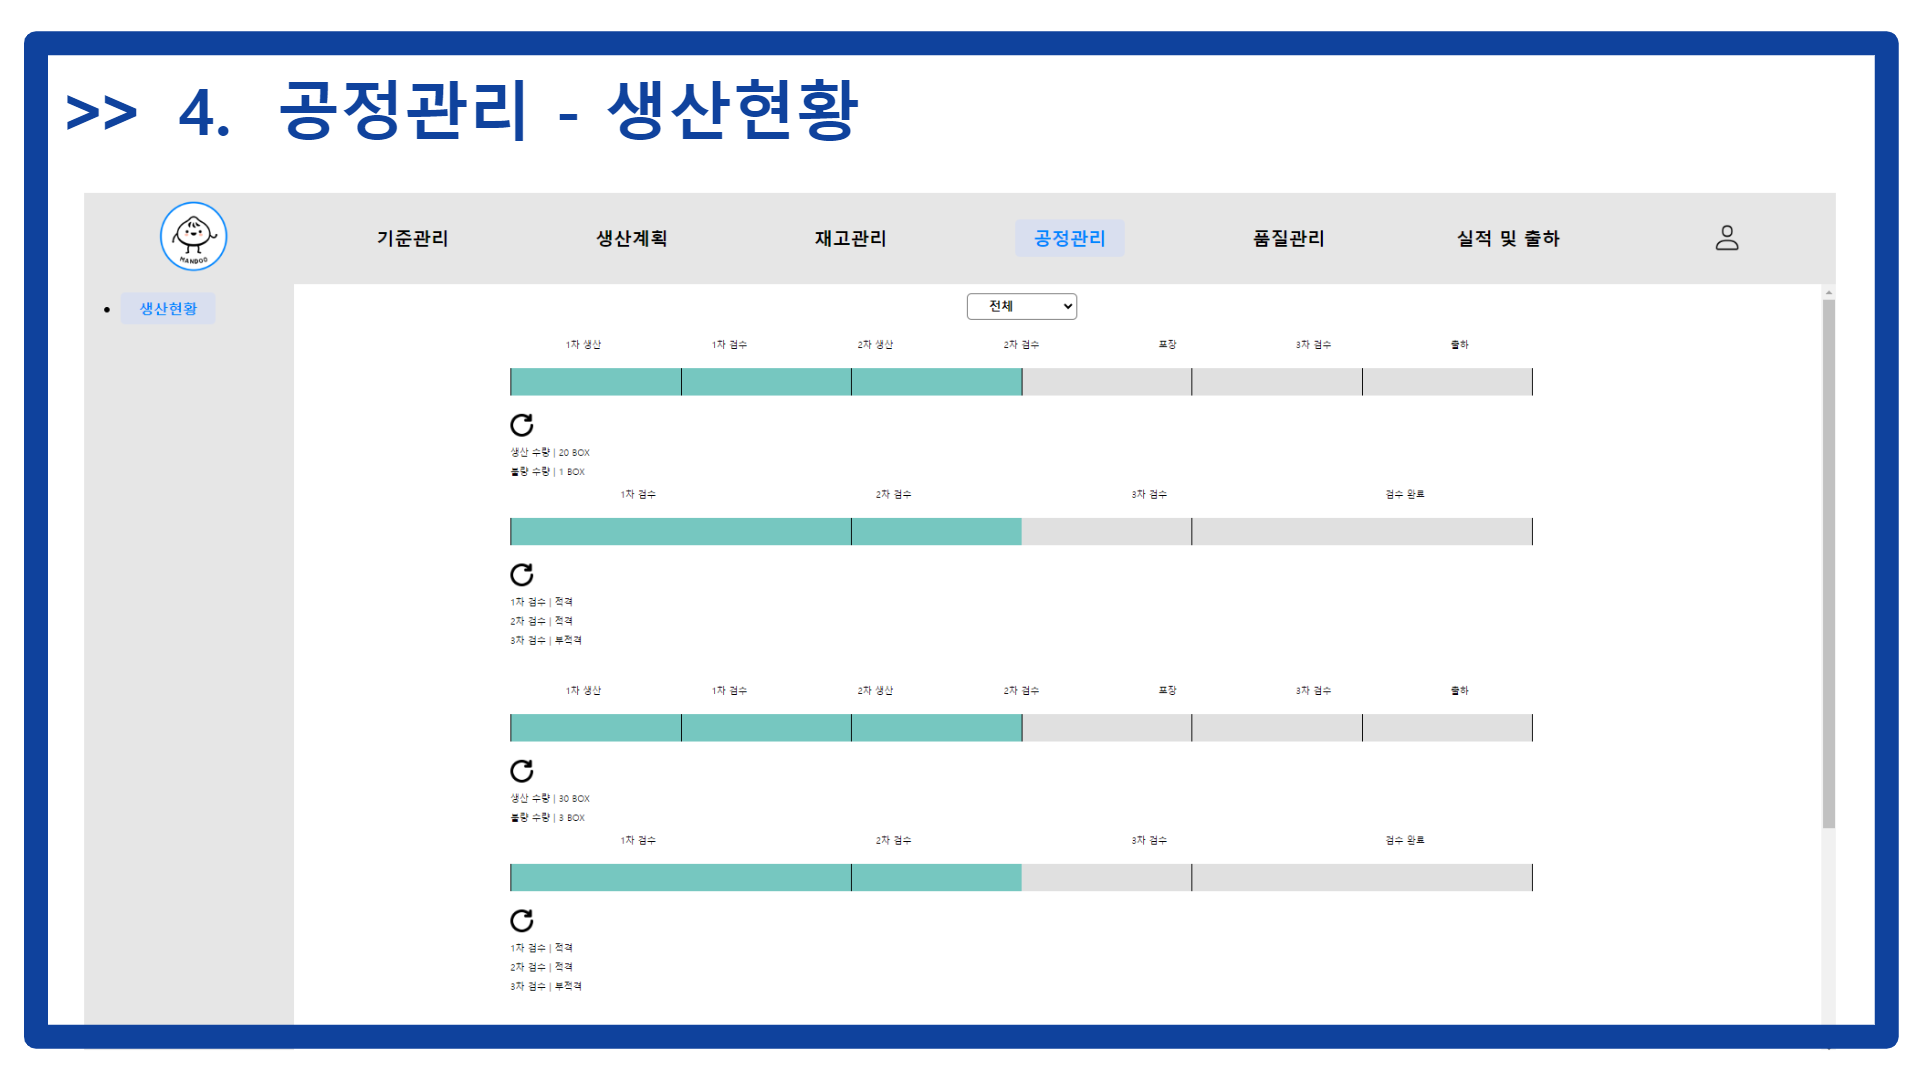 >> 4. 공정관리 - 생산현황
MANDOO
기준관리 생산계획 재고관리 공정관리 품질관리 실적 및 출하
생산현황
전체
1차 생산 1차 검수 2차 생산 2차 검수 포장 3차 검수 출하
생산 수량 | 20 BOX
불량 수량 | 1 BOX
1차 검수 2차 검수 3차 검수 검수 완료
1차 검수 | 적격
2차 검수 | 적격
3차 검수 | 부적격
1차 생산 1차 검수 2차 생산 2차 검수 포장 3차 검수 출하
생산 수량 | 30 BOX
불량 수량 | 3 BOX
1차 검수 2차 검수 3차 검수 검수 완료
1차 검수 | 적격
2차 검수 | 적격
3차 검수 | 부적격